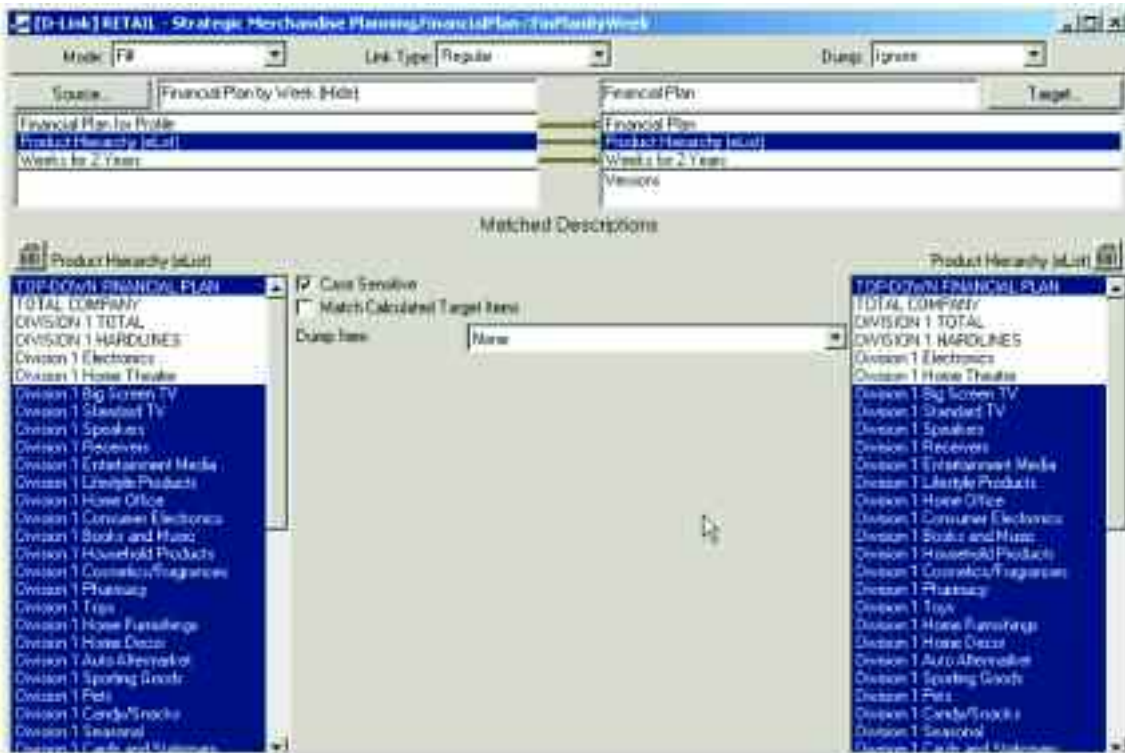 [D-Link] RETAIL - Strategic Merchandise Planning.FinancialPlan
Mode: Fill Link Type: Regular Dump: Ignore
Source... Financial Plan by Week (Hide) Financial Plan Target...
Financial Plan for Profile Financial Plan
Product Hierarchy (eList) Product Hierarchy (eList)
Weeks for 2 Years Weeks for 2 Years
Versions
Matched Descriptions
Product Hierarchy (eList) Product Hierarchy (eList)
TOP-DOWN FINANCIAL PLAN Case Sensitive TOP-DOWN FINANCIAL PLAN
TOTAL COMPANY Match Calculated Target Items TOTAL COMPANY
DIVISION 1 TOTAL Dump Item: None DIVISION 1 TOTAL
DIVISION 1 HARDLINES DIVISION 1 HARDLINES
Division 1 Electronics Division 1 Electronics
Division 1 Home Theatre Division 1 Home Theatre
Division 1 Big Screen TV Division 1 Big Screen TV
Division 1 Standard TV Division 1 Standard TV
Division 1 Speakers Division 1 Speakers
Division 1 Receivers Division 1 Receivers
Division 1 Entertainment Media Division 1 Entertainment Media
Division 1 Lifestyle Products Division 1 Lifestyle Products
Division 1 Home Office Division 1 Home Office
Division 1 Consumer Electronics Division 1 Consumer Electronics
Division 1 Books and Music Division 1 Books and Music
Division 1 Household Products Division 1 Household Products
Division 1 Cosmetics/Fragrances Division 1 Cosmetics/Fragrances
Division 1 Pharmacy Division 1 Pharmacy
Division 1 Toys Division 1 Toys
Division 1 Home Furnishings Division 1 Home Furnishings
Division 1 Home Decor Division 1 Home Decor
Division 1 Auto Aftermarket Division 1 Auto Aftermarket
Division 1 Sporting Goods Division 1 Sporting Goods
Division 1 Pets Division 1 Pets
Division 1 Candy/Snacks Division 1 Candy/Snacks
Division 1 Seasonal Division 1 Seasonal
Division 1 Cards and Division 1 Cards and